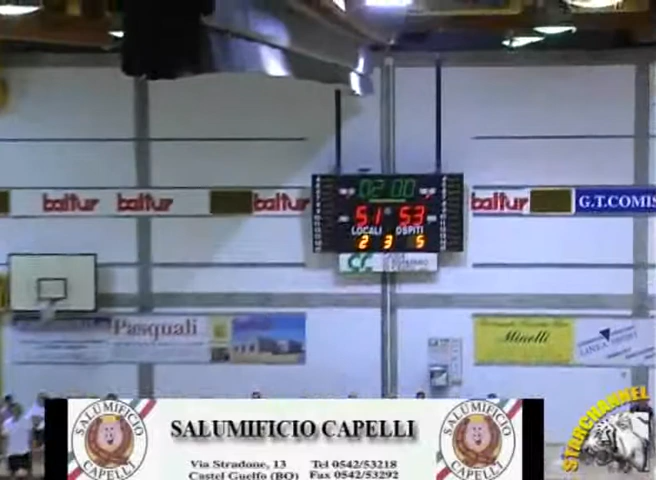 baltur baltur baltur baltur G.T.COMIS
02 00
51 53
LOCALI OSPITI
2 3 5
Pasquali
Minelli
SALUMIFICIO CAPELLI
SALUMIFICIO CAPELLI SALUMIFICIO
CAPELLI
Via Stradone, 13 Tel 0542/53218
Castel Guelfo (BO) Fax 0542/53292
STARCHANNEL